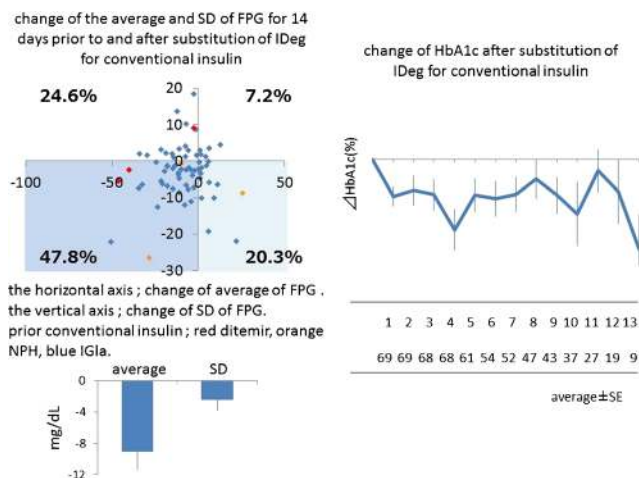 change of the average and SD of FPG for 14
days prior to and after substitution of IDeg
for conventional insulin
24.6%
7.2%
20
10
0
-100
-50
0
50
-10
-20
-30
47.8%
20.3%
the horizontal axis ; change of average of FPG .
the vertical axis ; change of SD of FPG.
prior conventional insulin ; red ditemir, orange
NPH, blue IGla.
average
SD
0
-4
-8
-12
mg/dL
change of HbA1c after substitution of
IDeg for conventional insulin
⊿HbA1c(%)
1 2 3 4 5 6 7 8 9 10 11 12 13
69 69 68 68 61 54 52 47 43 37 27 19 9
average±SE